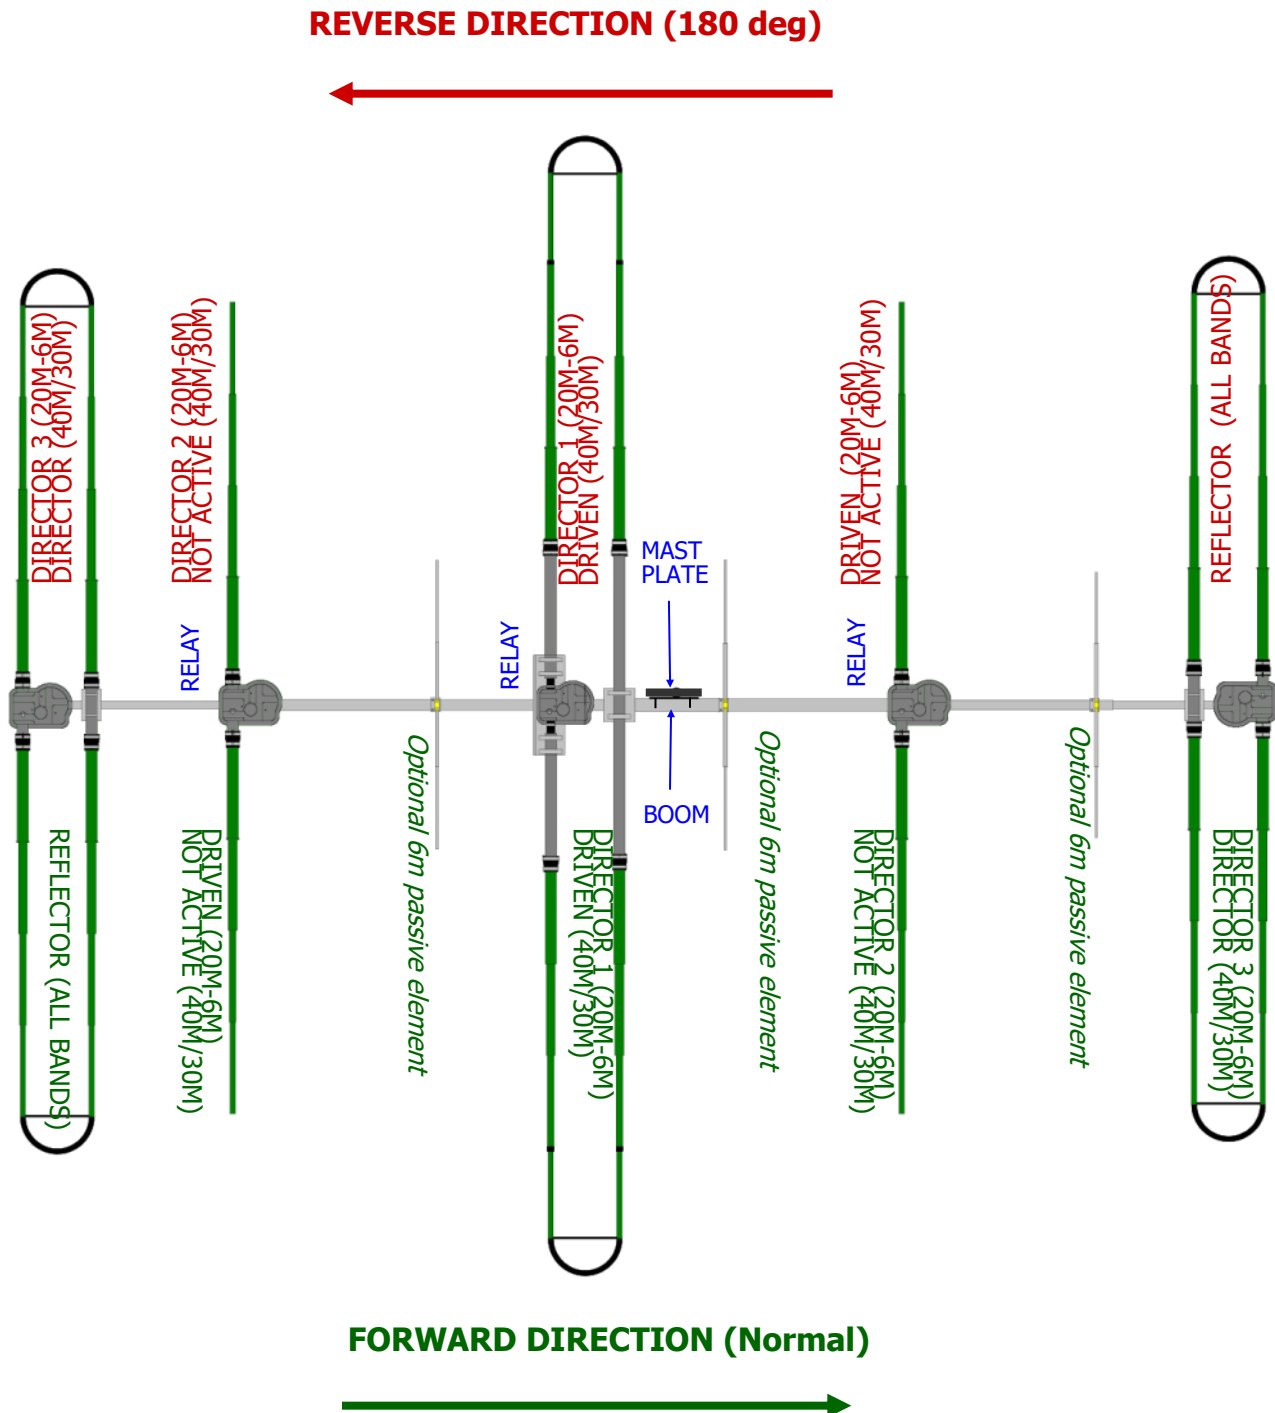 REVERSE DIRECTION (180 deg)
DIRECTOR 3 (20M-6M)
DIRECTOR (40M/30M)
DIRECTOR 2 (20M-6M)
NOT ACTIVE (40M/30M)
DIRECTOR 1 (20M-6M)
DRIVEN (40M/30M)
DRIVEN (20M-6M)
NOT ACTIVE (40M/30M)
REFLECTOR (ALL BANDS)
MAST
PLATE
RELAY
RELAY
RELAY
BOOM
REFLECTOR (ALL BANDS)
DRIVEN (20M-6M)
NOT ACTIVE (40M/30M)
Optional 6m passive element
DIRECTOR 1 (20M-6M)
DRIVEN (40M/30M)
Optional 6m passive element
DIRECTOR 2 (20M-6M)
NOT ACTIVE (40M/30M)
Optional 6m passive element
DIRECTOR 3 (20M-6M)
DIRECTOR (40M/30M)
FORWARD DIRECTION (Normal)